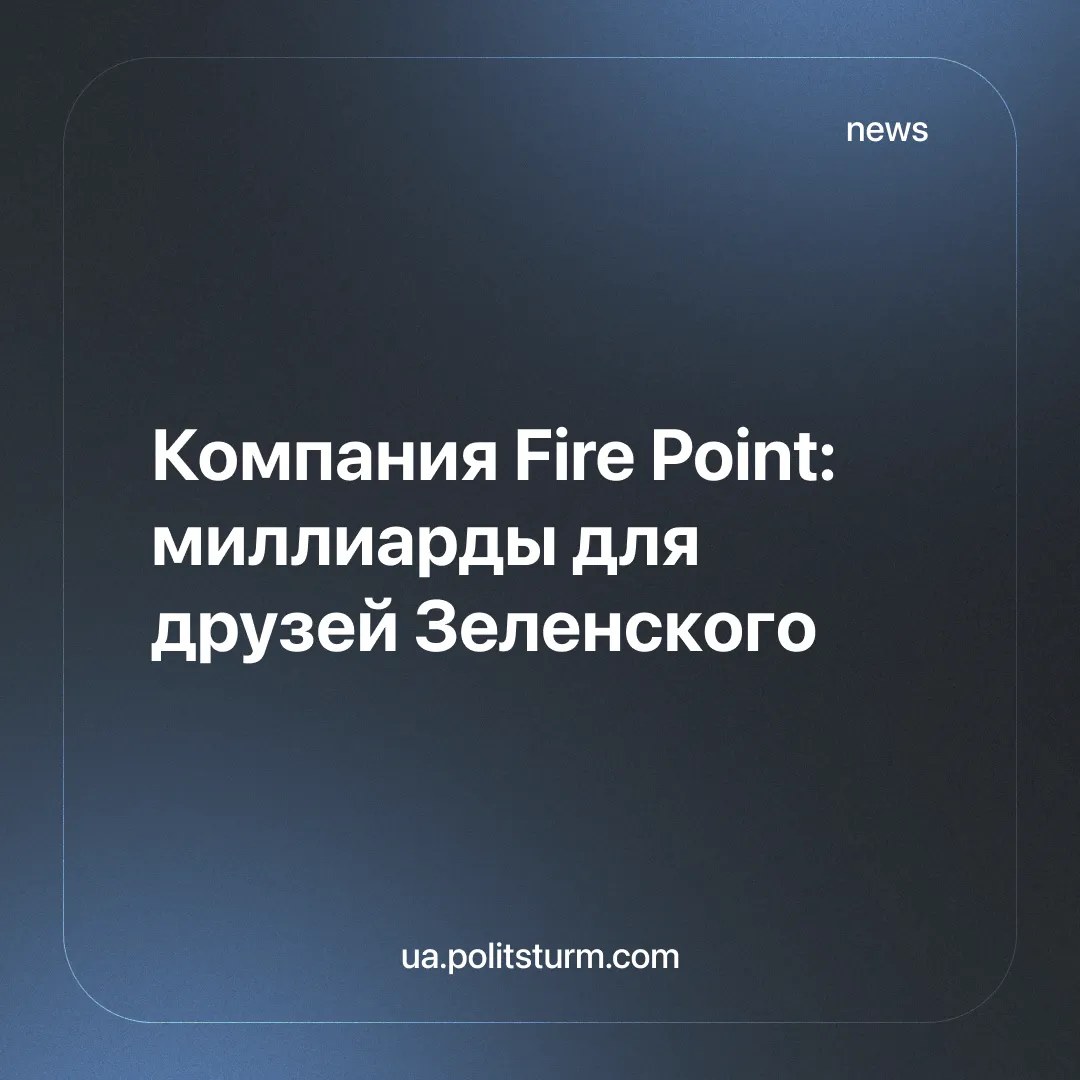 news
Компания Fire Point:
миллиарды для
друзей Зеленского
ua.politsturm.com